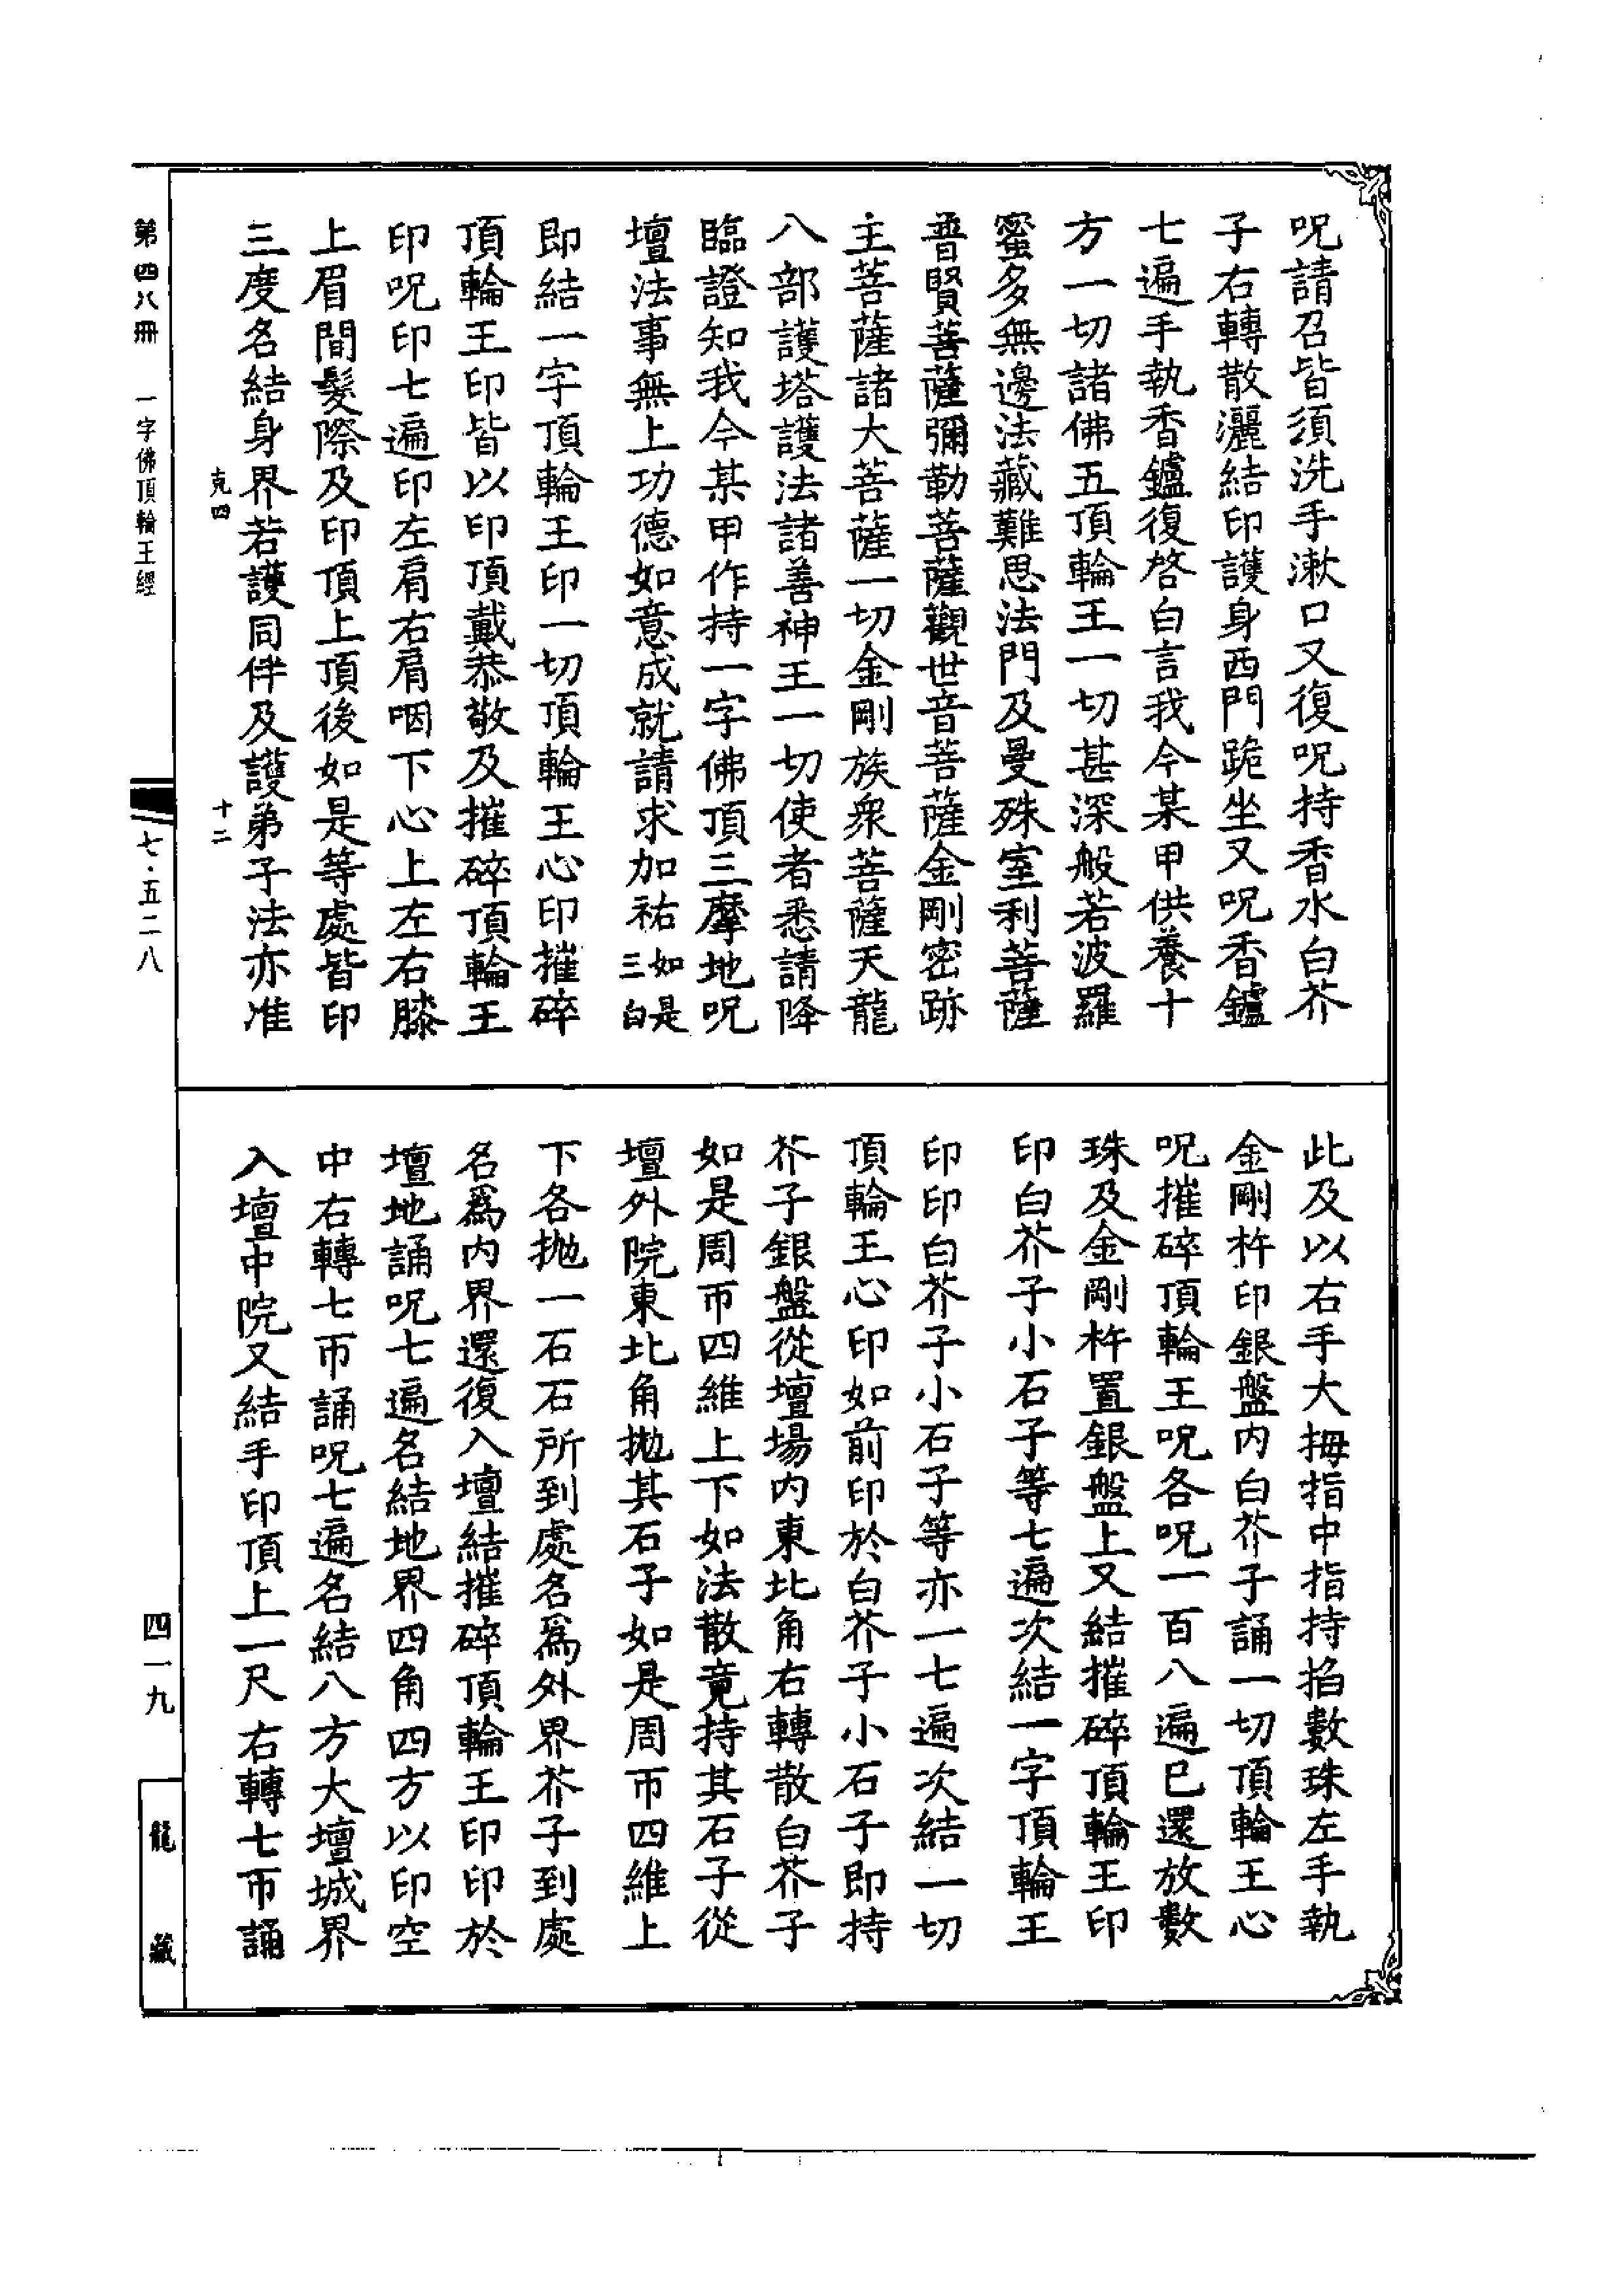 呪請召皆須洗手漱口又復呪持香水白芥
子右轉散灑結印護身西門跪坐又呪香鑪
七遍手執香鑪復啓白言我今某甲供養十
方一切諸佛五頂輪王一切甚深般若波羅
蜜多無邊法藏難思法門及曼殊室利菩薩
普賢菩薩彌勒菩薩觀世音菩薩金剛密跡
主菩薩諸大菩薩一切金剛族衆菩薩天龍
八部護塔護法諸善神王一切使者悉請降
臨證知我今某甲作持一字佛頂三摩地呪
壇法事無上功德如意成就請求加祐如是三白
即結一字頂輪王印一切頂輪王心印摧碎
頂輪王印皆以印頂戴恭敬及摧碎頂輪王
印呪印七遍印左肩右肩咽下心上左右膝
上眉間髮際及印頂上頂後如是等處皆印
三度名結身界若護同伴及護弟子法亦准
克四 十二
此及以右手大拇指中指持掐數珠左手執
金剛杵印銀盤内白芥子誦一切頂輪王心
呪摧碎頂輪王呪各呪一百八遍已還放數
珠及金剛杵置銀盤上又結摧碎頂輪王印
印白芥子小石子等七遍次結一字頂輪王
印印白芥子小石子等亦一七遍次結一切
頂輪王心印如前印於白芥子小石子即持
芥子銀盤從壇場内東北角右轉散白芥子
如是周帀四維上下如法散竟持其石子從
壇外院東北角抛其石子如是周帀四維上
下各抛一石石所到處名爲外界芥子到處
名爲内界還復入壇結摧碎頂輪王印印於
壇地誦呪七遍名結地界四角四方以印空
中右轉七帀誦呪七遍名結八方大壇城界
入壇中院又結手印頂上一尺右轉七帀誦
第四八冊 一字佛頂輪王經
七·五二八
四一九
龍藏